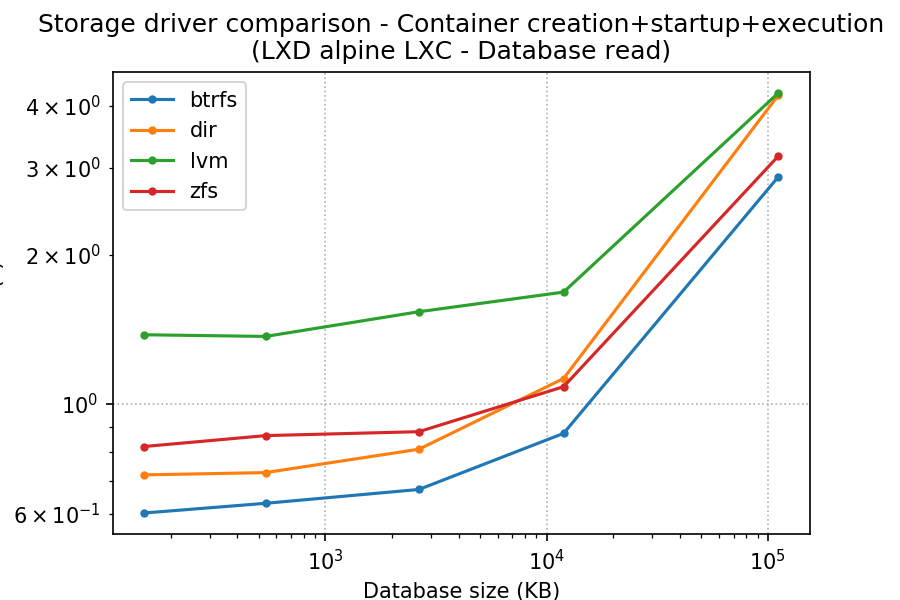 Storage driver comparison - Container creation+startup+execution
(LXD alpine LXC - Database read)
btrfs
dir
lvm
zfs
4 × 10⁰
3 × 10⁰
2 × 10⁰
10⁰
6 × 10⁻¹
10³ 10⁴ 10⁵
Database size (KB)